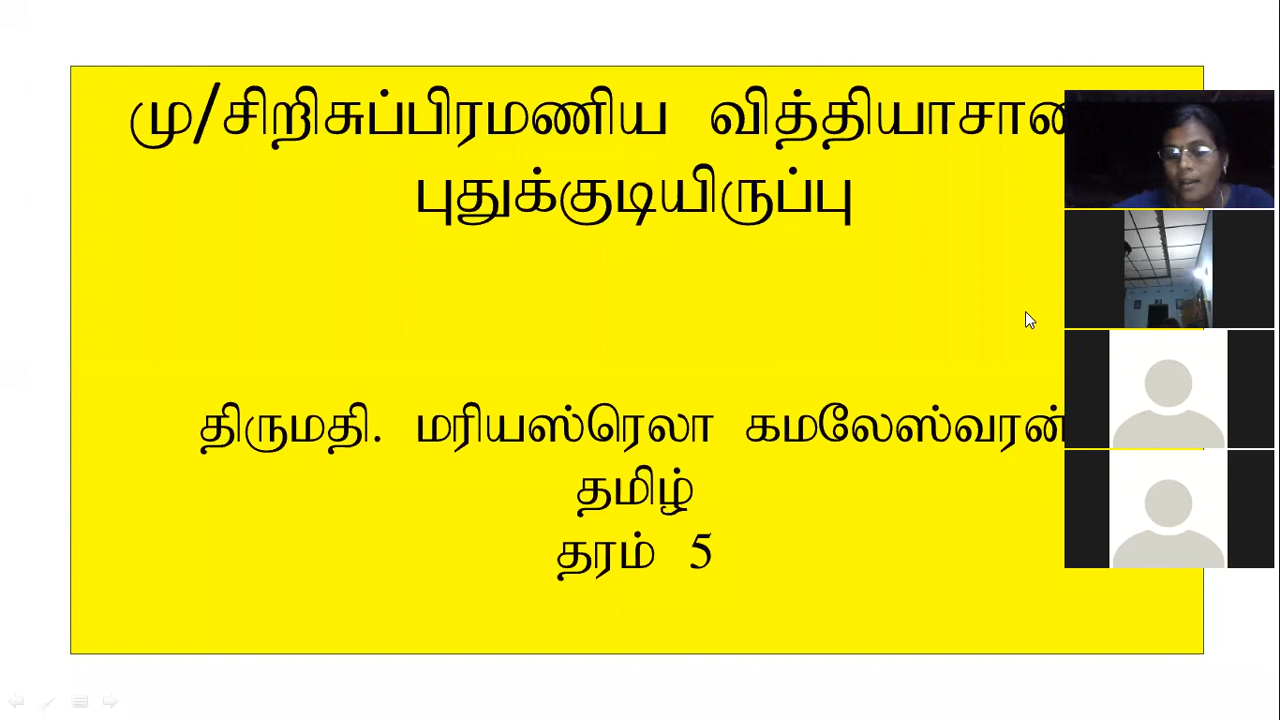 மு/சிறிசுப்பிரமணிய
புதுக்குடியிருப்பு
திருமதி. மரியஸ்ரெலா கமலேஸ்வரன்
தமிழ்
தரம் 5